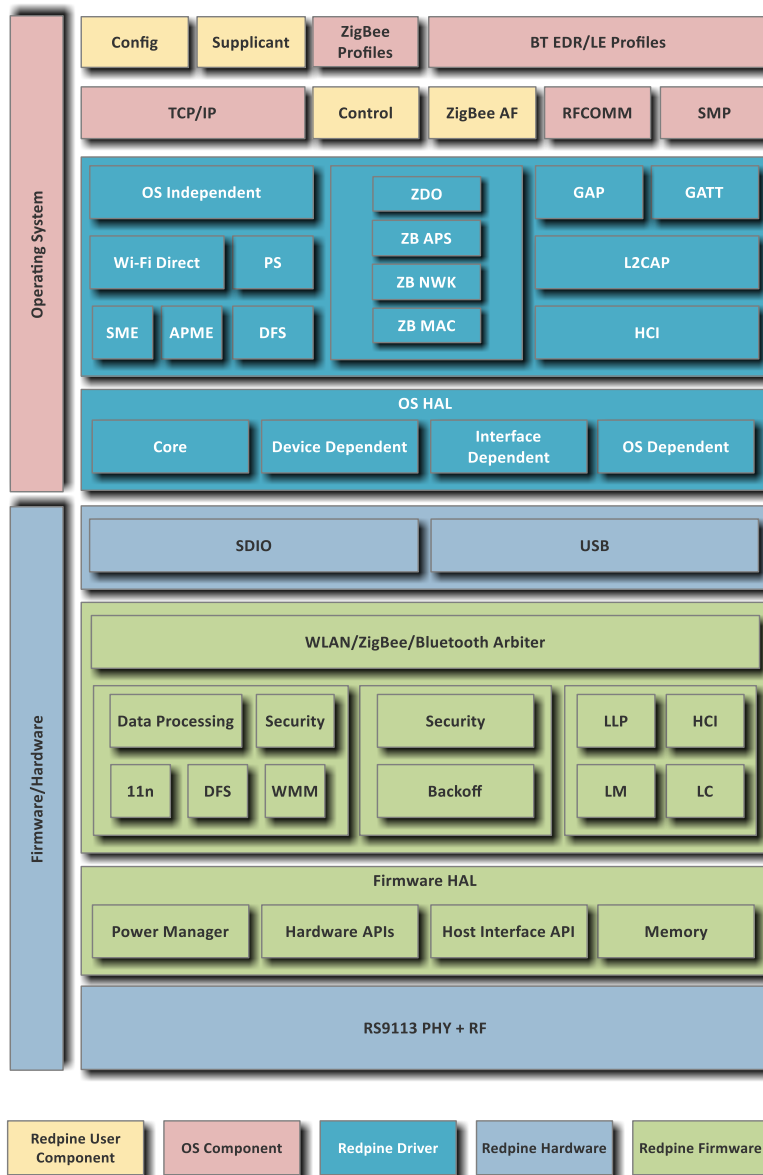 Config
Supplicant
ZigBee
Profiles
BT EDR/LE Profiles
TCP/IP
Control
ZigBee AF
RFCOMM
SMP
Operating System
OS Independent
ZDO
GAP
GATT
ZB APS
Wi-Fi Direct
PS
L2CAP
ZB NWK
SME
APME
DFS
ZB MAC
HCI
OS HAL
Core
Device Dependent
Interface
Dependent
OS Dependent
Firmware/Hardware
SDIO
USB
WLAN/ZigBee/Bluetooth Arbiter
Data Processing
Security
11n
DFS
WMM
Security
Backoff
LLP
HCI
LM
LC
Firmware HAL
Power Manager
Hardware APIs
Host Interface API
Memory
RS9113 PHY + RF
Redpine User
Component
OS Component
Redpine Driver
Redpine Hardware
Redpine Firmware